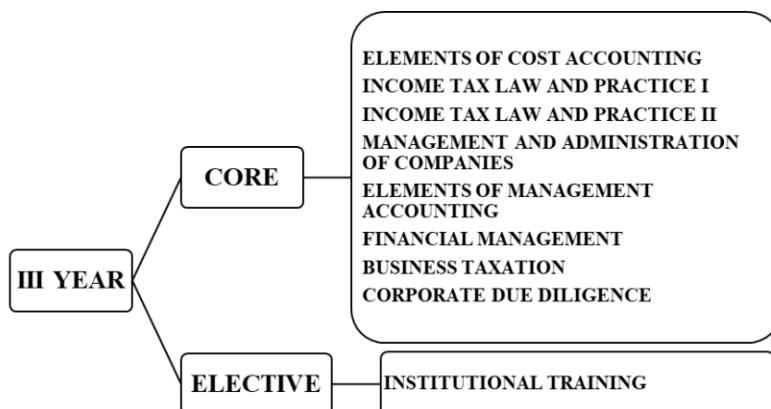 III YEAR
CORE
ELEMENTS OF COST ACCOUNTING
INCOME TAX LAW AND PRACTICE I
INCOME TAX LAW AND PRACTICE II
MANAGEMENT AND ADMINISTRATION
OF COMPANIES
ELEMENTS OF MANAGEMENT
ACCOUNTING
FINANCIAL MANAGEMENT
BUSINESS TAXATION
CORPORATE DUE DILIGENCE
ELECTIVE
INSTITUTIONAL TRAINING